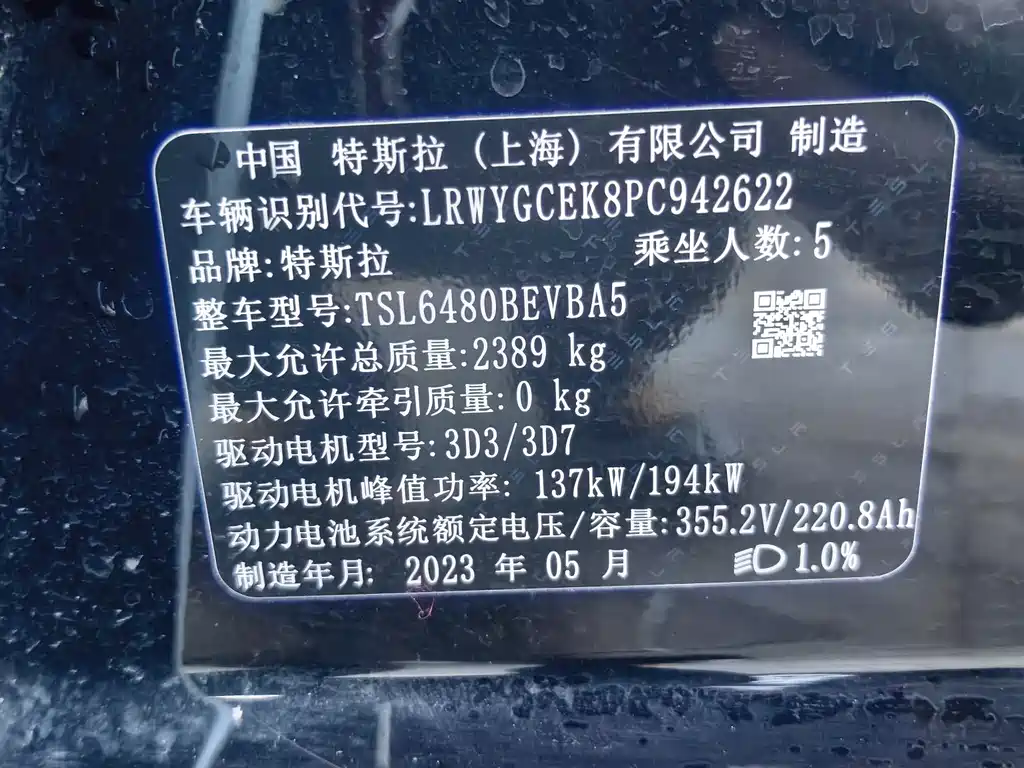 中国 特斯拉 (上海) 有限公司 制造
车辆识别代号:LRWYGCEK8PC942622
品牌:特斯拉 乘坐人数:5
整车型号:TSL6480BEVBA5
最大允许总质量:2389 kg
最大允许牵引质量:0 kg
驱动电机型号:3D3/3D7
驱动电机峰值功率: 137kW/194kW
动力电池系统额定电压/容量:355.2V/220.8Ah
制造年月: 2023 年 05 月 1.0%
TESLA